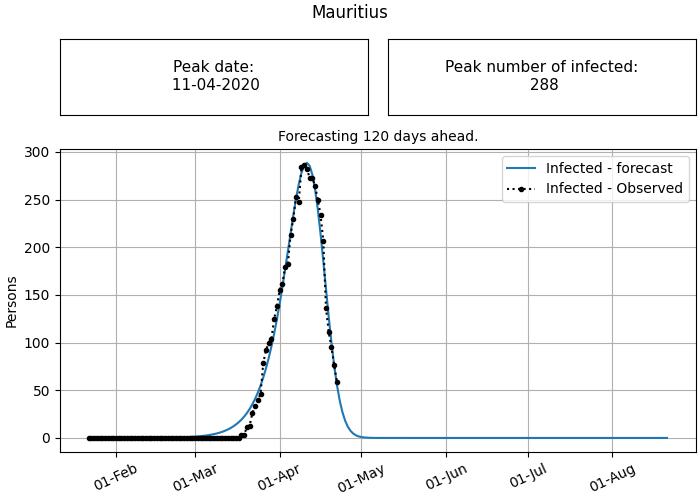 Mauritius
Peak date:
11-04-2020
Peak number of infected:
288
Forecasting 120 days ahead.
Infected - forecast
Infected - Observed
Persons
300
250
200
150
100
50
0
01-Feb
01-Mar
01-Apr
01-May
01-Jun
01-Jul
01-Aug